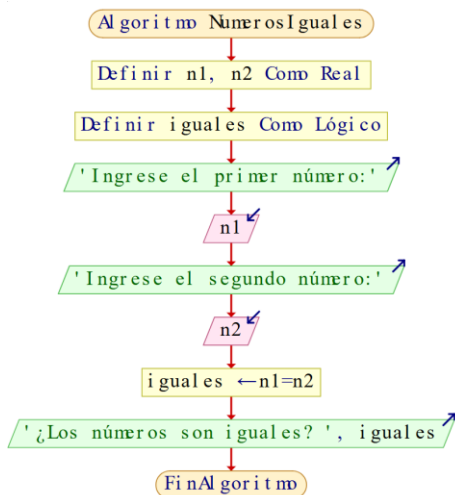 Algoritmo NumerosIguales
Definir n1, n2 Como Real
Definir iguales Como Lógico
'Ingrese el primer número:'
n1
'Ingrese el segundo número:'
n2
iguales ←n1=n2
'¿Los números son iguales? ', iguales
FinAlgoritmo